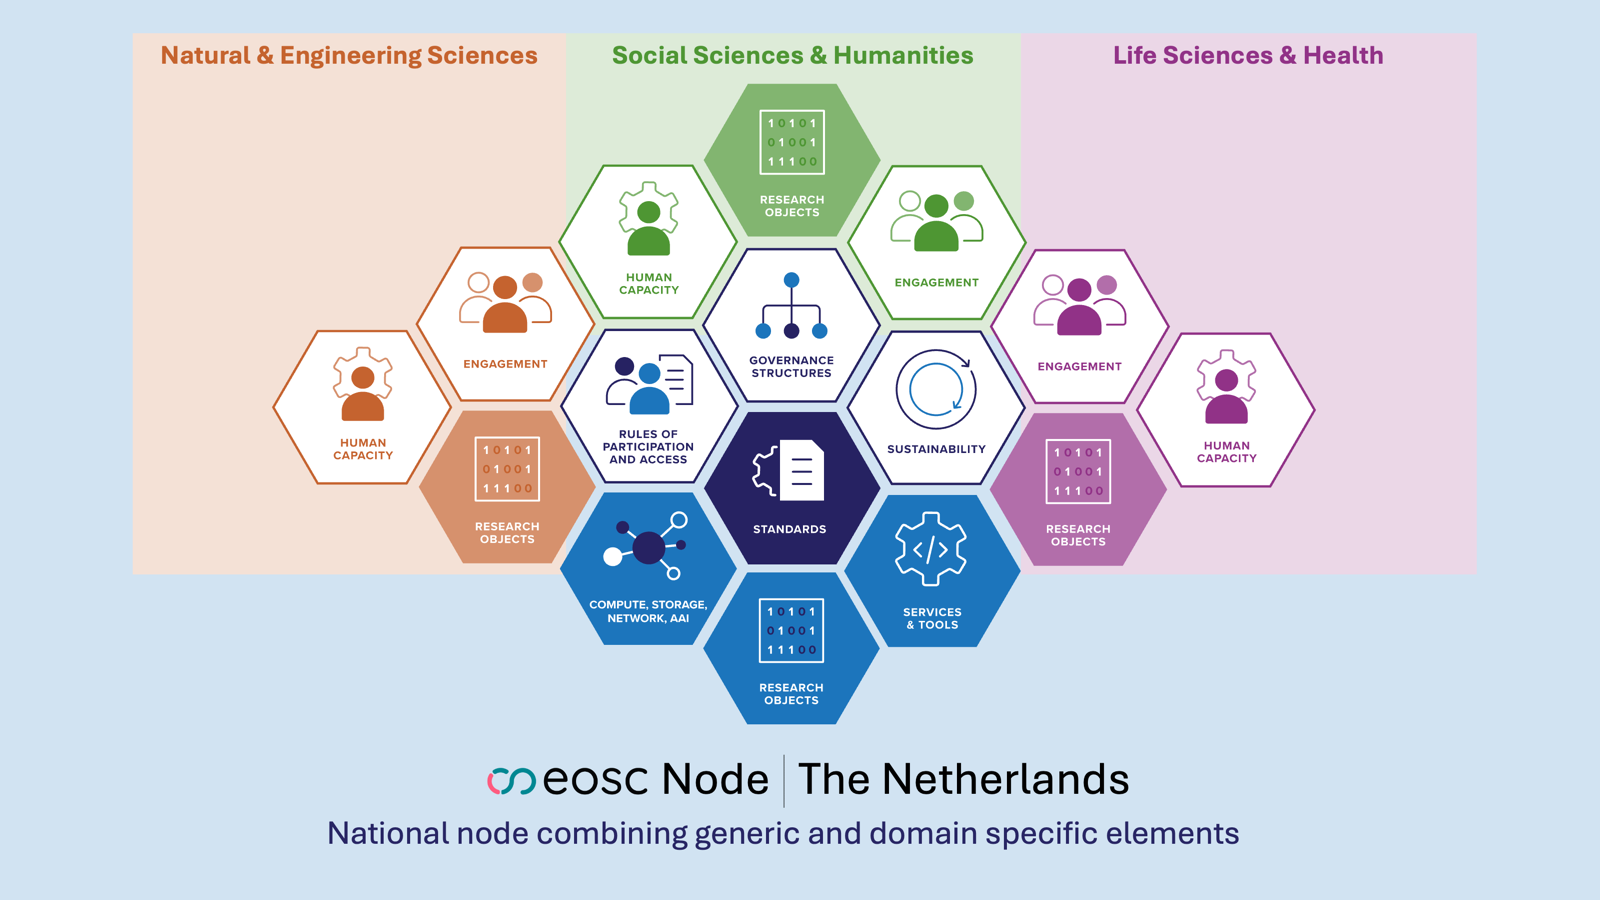 Natural & Engineering Sciences
Social Sciences & Humanities
Life Sciences & Health
10101
01001
11100
RESEARCH
OBJECTS
HUMAN
CAPACITY
ENGAGEMENT
ENGAGEMENT
GOVERNANCE
STRUCTURES
ENGAGEMENT
HUMAN
CAPACITY
RULES OF
PARTICIPATION
AND ACCESS
SUSTAINABILITY
HUMAN
CAPACITY
10101
01001
11100
RESEARCH
OBJECTS
STANDARDS
10101
01001
11100
RESEARCH
OBJECTS
COMPUTE, STORAGE,
NETWORK, AAI
</>
SERVICES
& TOOLS
10101
01001
11100
RESEARCH
OBJECTS
eosc Node | The Netherlands
National node combining generic and domain specific elements